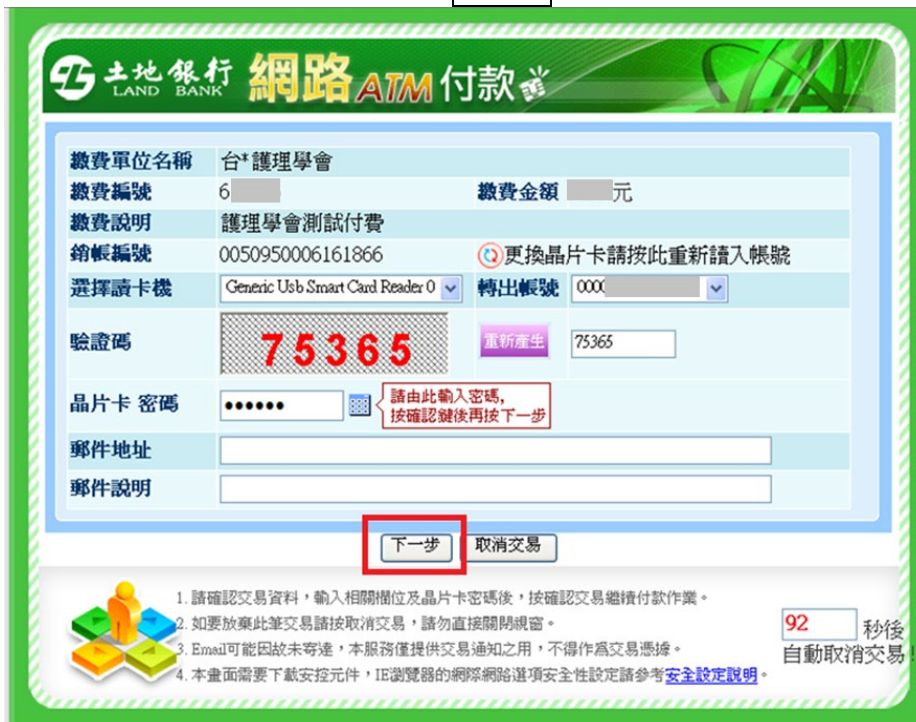 土地銀行 網路ATM付款
LAND BANK
繳費單位名稱 台*護理學會
繳費編號 6 繳費金額 元
繳費說明 護理學會測試付費
銷帳編號 0050950006161866 更換晶片卡請按此重新讀入帳號
選擇讀卡機 Generic Usb Smart Card Reader 0 轉出帳號 000
驗證碼 75365 重新產生 75365
晶片卡 密碼 ●●●●●● 請由此輸入密碼,
按確認鍵後再按下一步
郵件地址
郵件說明
下一步 取消交易
1. 請確認交易資料,輸入相關欄位及晶片卡密碼後,按確認交易繼續付款作業。
2. 如要放棄此筆交易請按取消交易,請勿直接關閉視窗。
3. Email可能因故未寄達,本服務僅提供交易通知之用,不得作為交易憑據。
4. 本畫面需要下載安控元件,IE瀏覽器的網際網路選項安全性設定請參考安全設定說明。
92 秒後
自動取消交易!